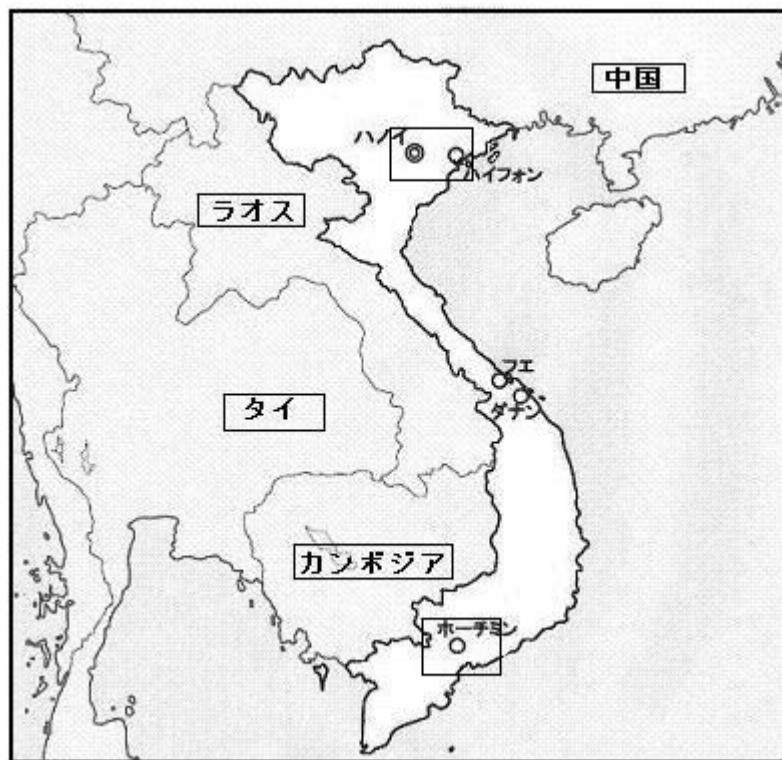 中国
ハノイ
ハイフォン
ラオス
フエ
ダナン
タイ
カンボジア
ホーチミン